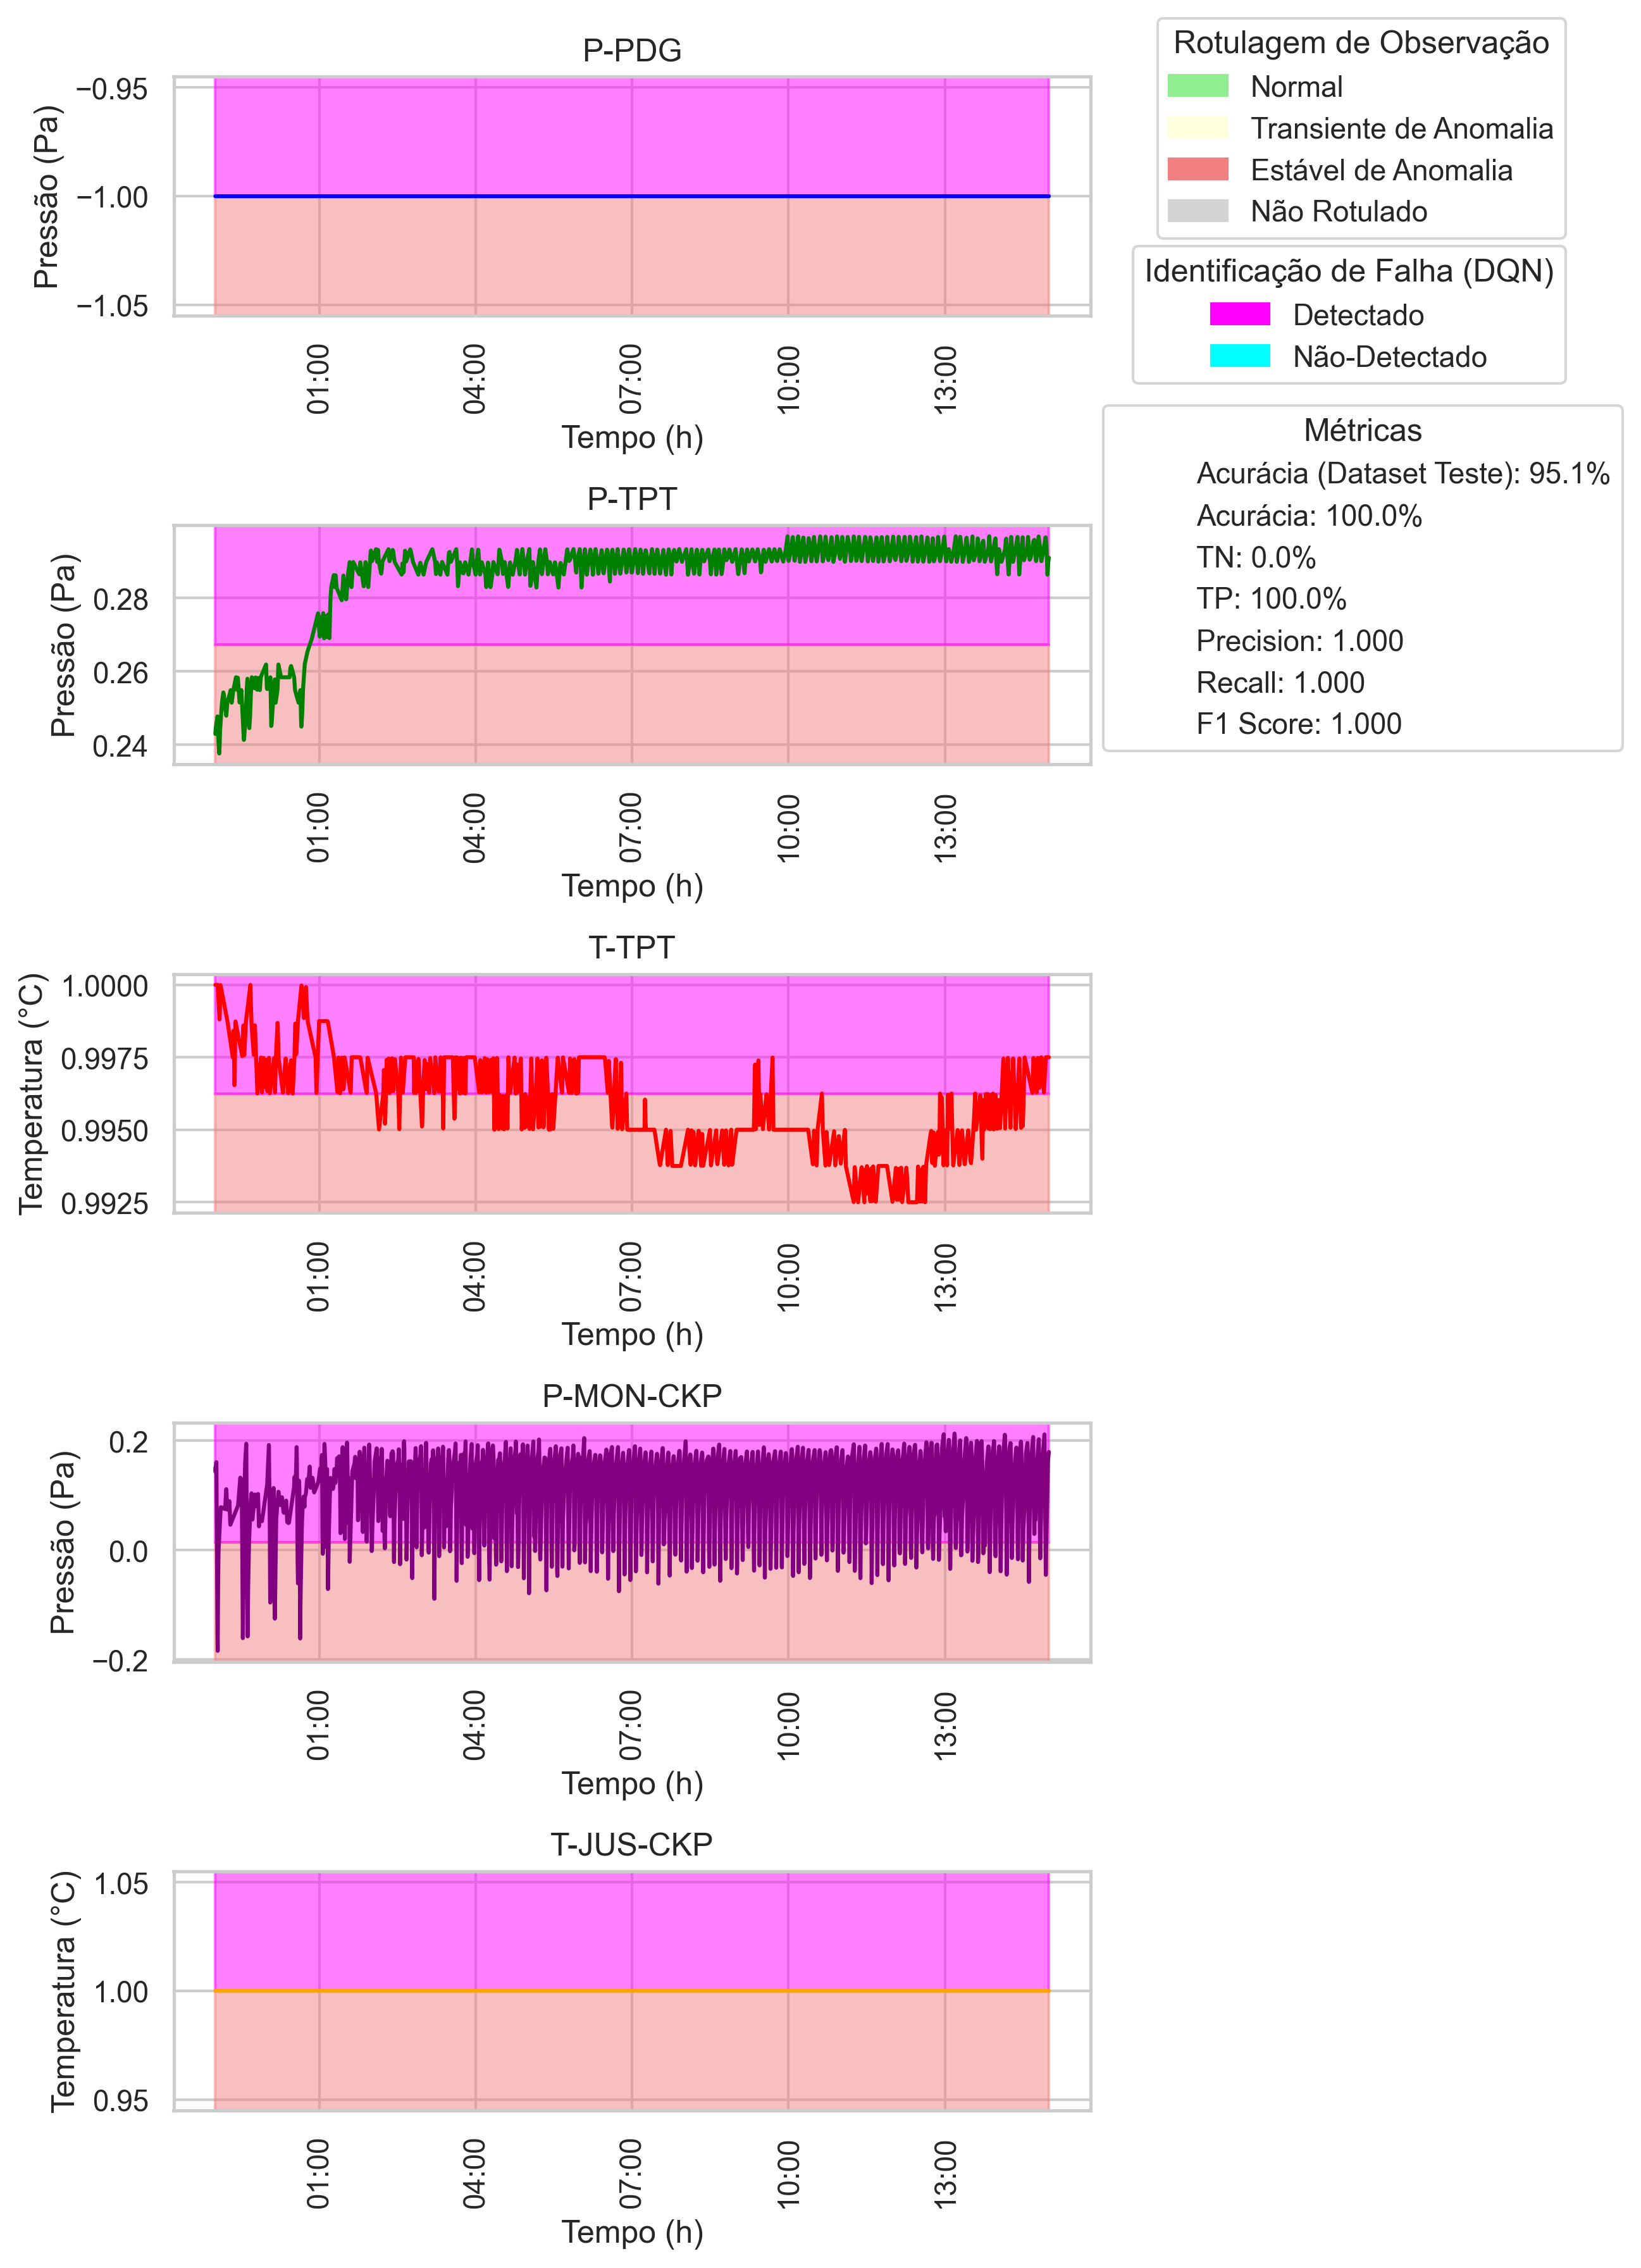 P-PDG
Pressão (Pa)
−0.95
−1.00
−1.05
01:00
04:00
07:00
10:00
13:00
Tempo (h)
Rotulagem de Observação
Normal
Transiente de Anomalia
Estável de Anomalia
Não Rotulado
Identificação de Falha (DQN)
Detectado
Não-Detectado
Métricas
Acurácia (Dataset Teste): 95.1%
Acurácia: 100.0%
TN: 0.0%
TP: 100.0%
Precision: 1.000
Recall: 1.000
F1 Score: 1.000
P-TPT
Pressão (Pa)
0.28
0.26
0.24
01:00
04:00
07:00
10:00
13:00
Tempo (h)
T-TPT
Temperatura (°C)
1.0000
0.9975
0.9950
0.9925
01:00
04:00
07:00
10:00
13:00
Tempo (h)
P-MON-CKP
Pressão (Pa)
0.2
0.0
−0.2
01:00
04:00
07:00
10:00
13:00
Tempo (h)
T-JUS-CKP
Temperatura (°C)
1.05
1.00
0.95
01:00
04:00
07:00
10:00
13:00
Tempo (h)